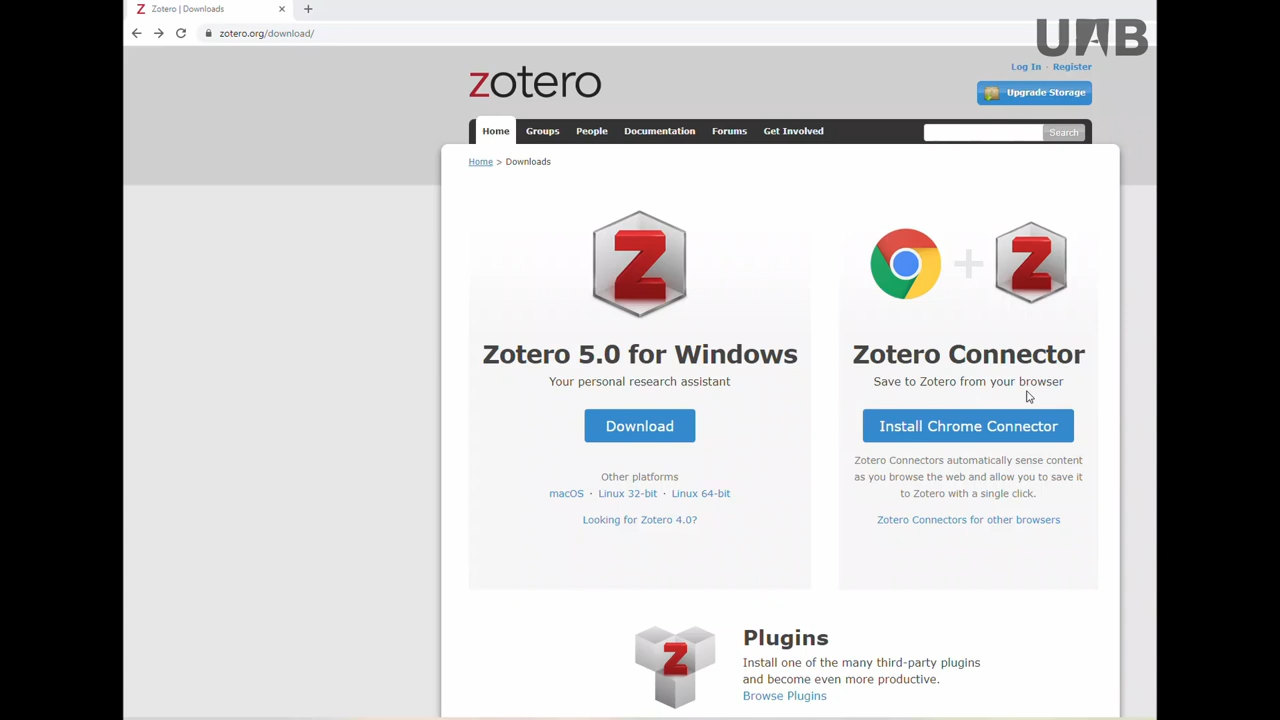 Zotero | Downloads
zotero.org/download/
UAB
Log In · Register
zotero
Upgrade Storage
Home Groups People Documentation Forums Get Involved Search
Home > Downloads
Zotero 5.0 for Windows
Your personal research assistant
Download
Other platforms
macOS · Linux 32-bit · Linux 64-bit
Looking for Zotero 4.0?
Zotero Connector
Save to Zotero from your browser
Install Chrome Connector
Zotero Connectors automatically sense content
as you browse the web and allow you to save it
to Zotero with a single click.
Zotero Connectors for other browsers
Plugins
Install one of the many third-party plugins
and become even more productive.
Browse Plugins